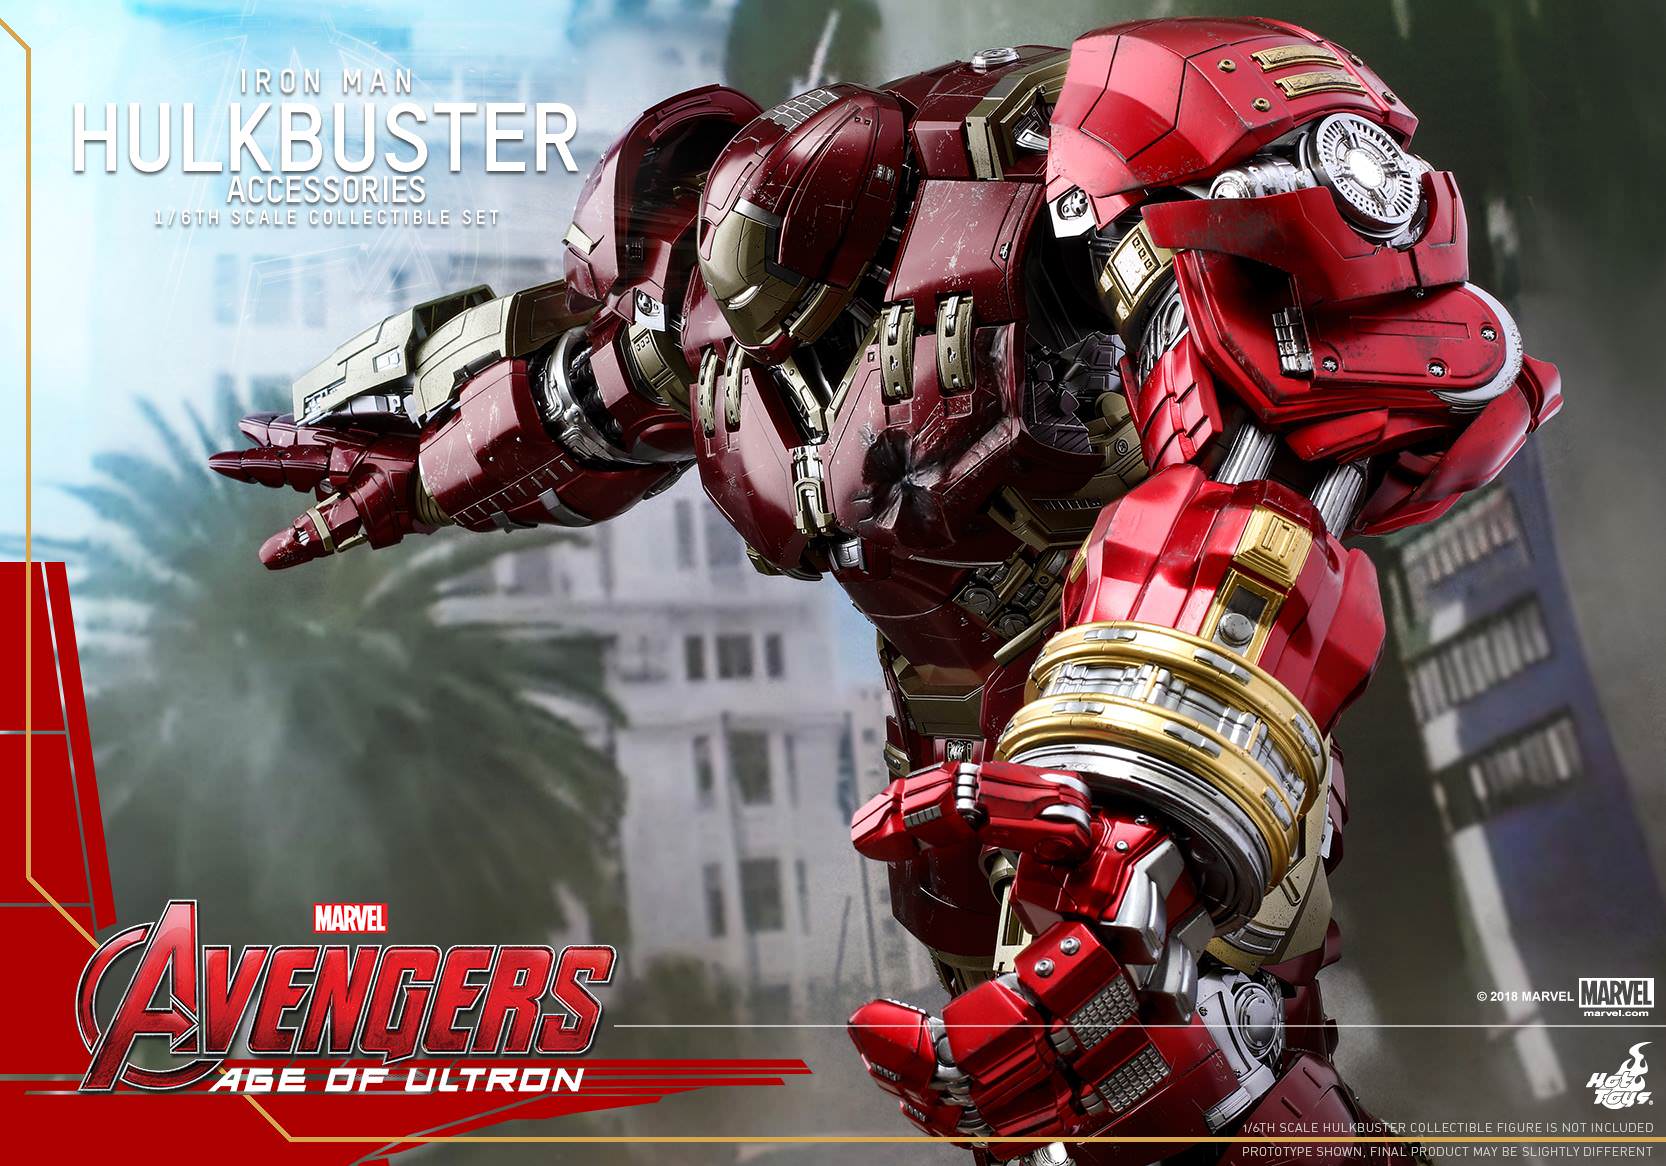 IRON MAN
HULKBUSTER
ACCESSORIES
1/6TH SCALE COLLECTIBLE SET
MARVEL
AVENGERS
AGE OF ULTRON
© 2018 MARVEL MARVEL
marvel.com
HOT TOYS
1/6TH SCALE HULKBUSTER COLLECTIBLE FIGURE IS NOT INCLUDED
PROTOTYPE SHOWN, FINAL PRODUCT MAY BE SLIGHTLY DIFFERENT